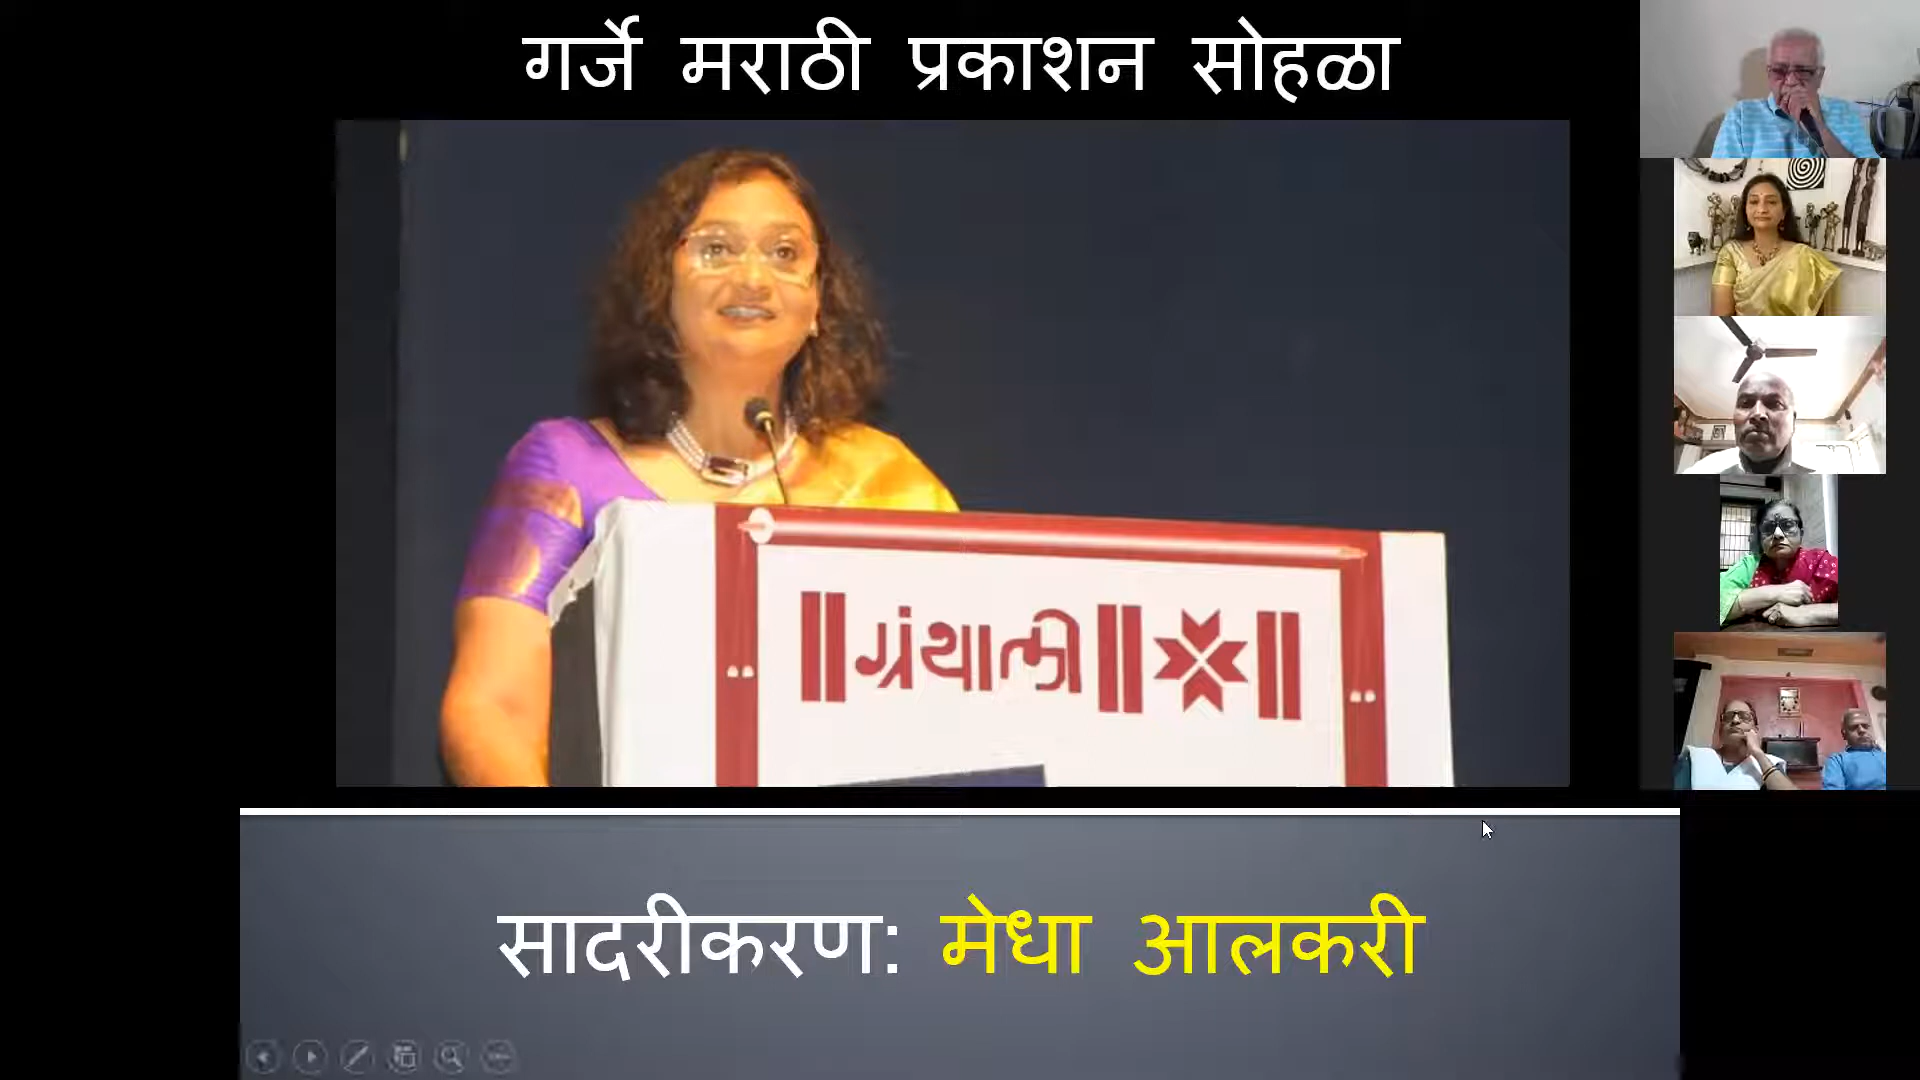 गर्जे मराठी प्रकाशन सोहळा
॥ग्रंथाली॥
सादरीकरण: मेधा आलकरी